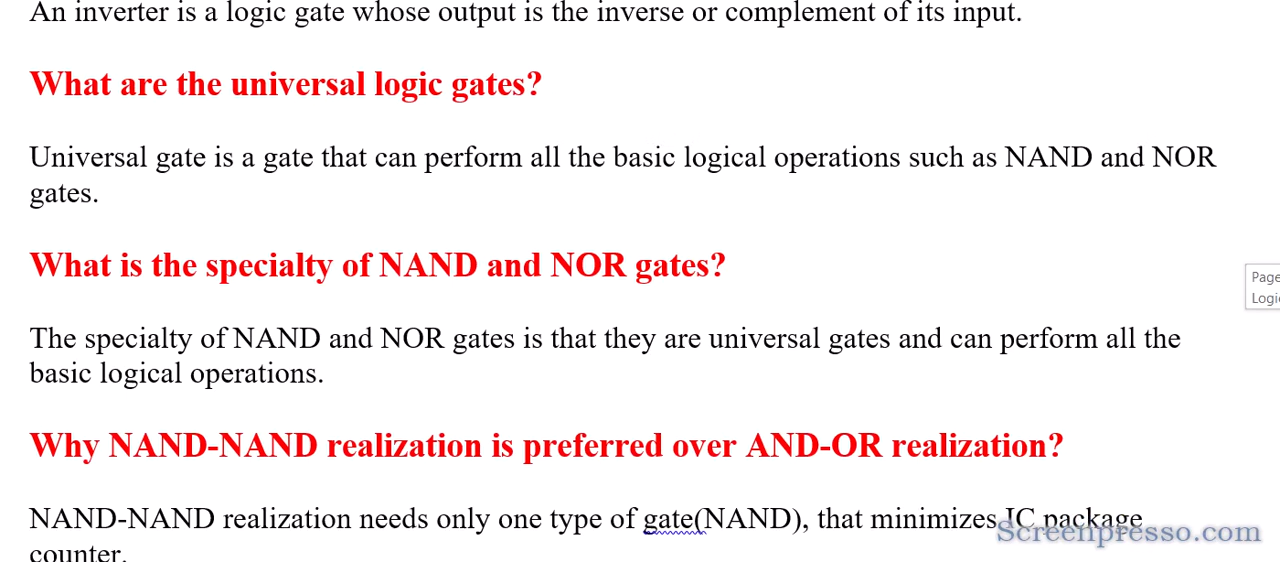 An inverter is a logic gate whose output is the inverse or complement of its input.
What are the universal logic gates?
Universal gate is a gate that can perform all the basic logical operations such as NAND and NOR
gates.
What is the specialty of NAND and NOR gates?
Page
Logic
The specialty of NAND and NOR gates is that they are universal gates and can perform all the
basic logical operations.
Why NAND-NAND realization is preferred over AND-OR realization?
NAND-NAND realization needs only one type of gate(NAND), that minimizes IC package
counter.
Screenpresso.com